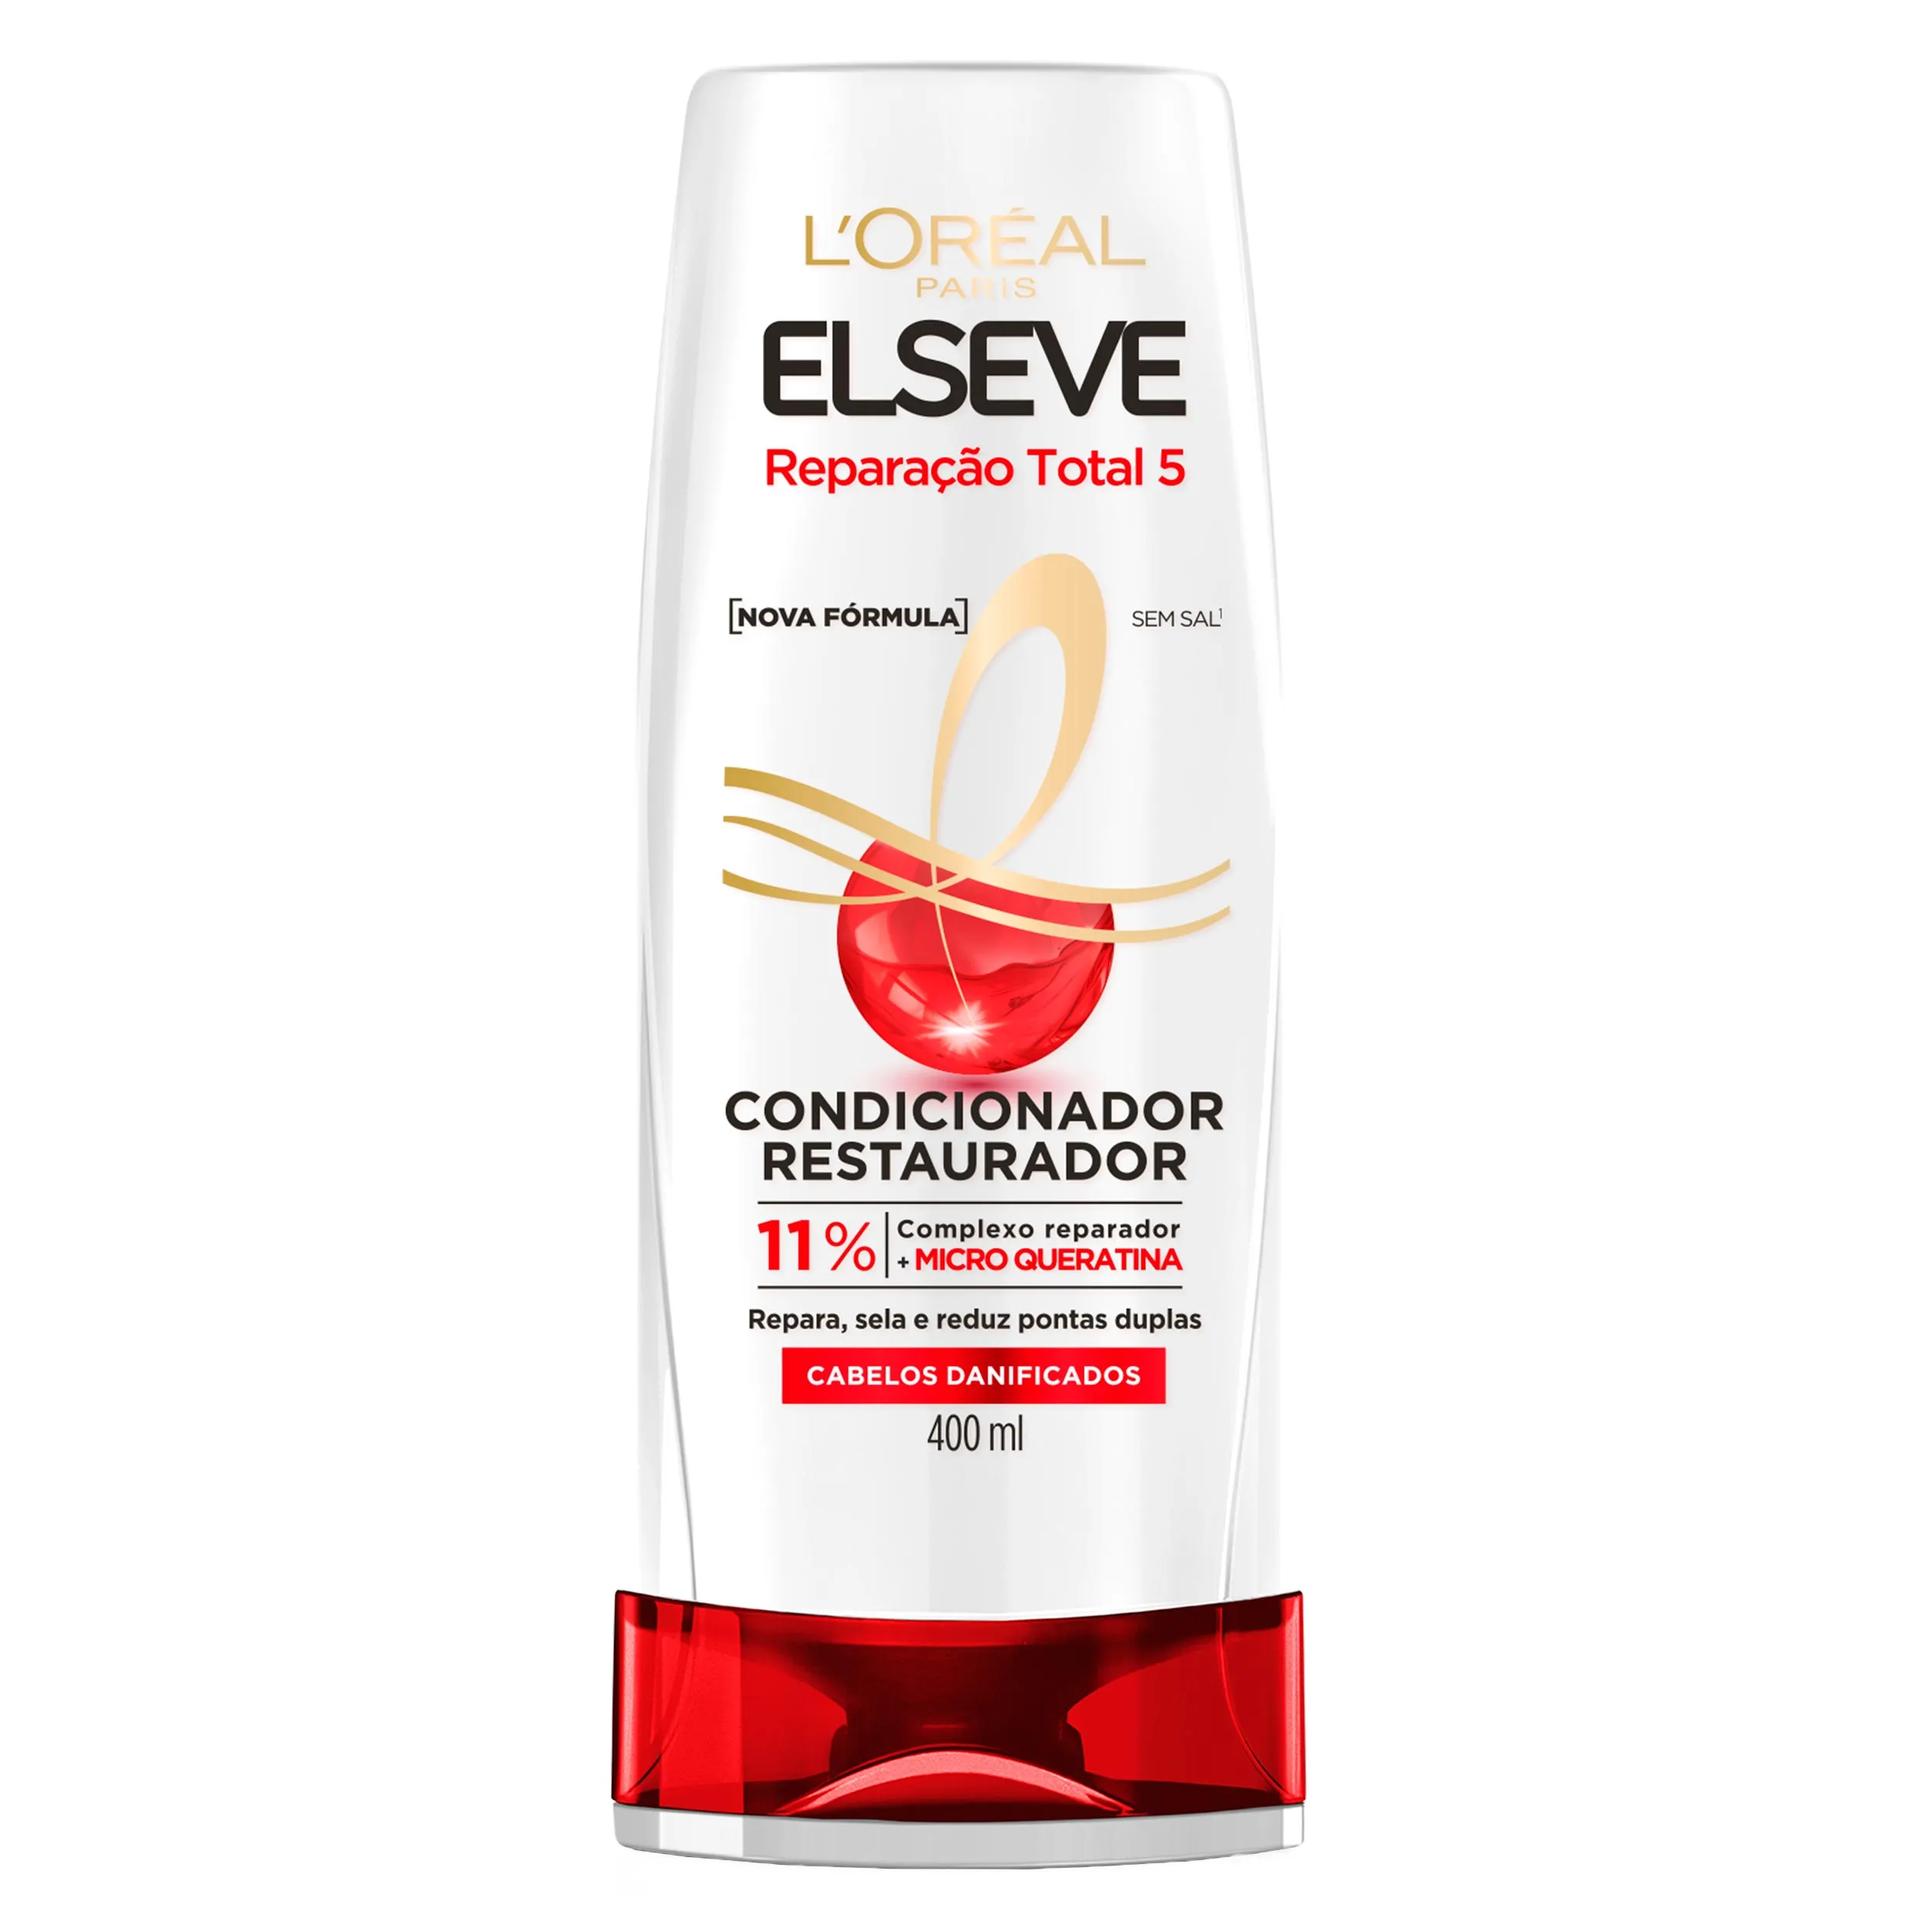 L'ORÉAL
PARIS
ELSEVE
Reparação Total 5
[NOVA FÓRMULA]
SEM SAL¹
CONDICIONADOR
RESTAURADOR
11% | Complexo reparador
+ MICRO QUERATINA
Repara, sela e reduz pontas duplas
CABELOS DANIFICADOS
400 ml